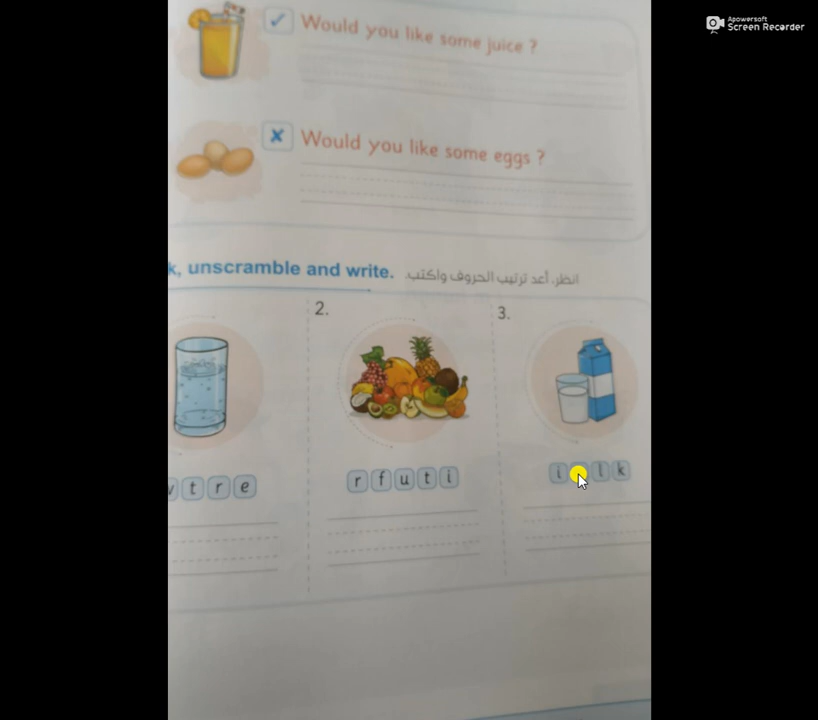 Apowersoft
Screen Recorder
✓ Would you like some juice ?
✗ Would you like some eggs ?
k, unscramble and write. انظر، أعد ترتيب الحروف واكتب.
2.
3.
t r e
r f u t i
i l k